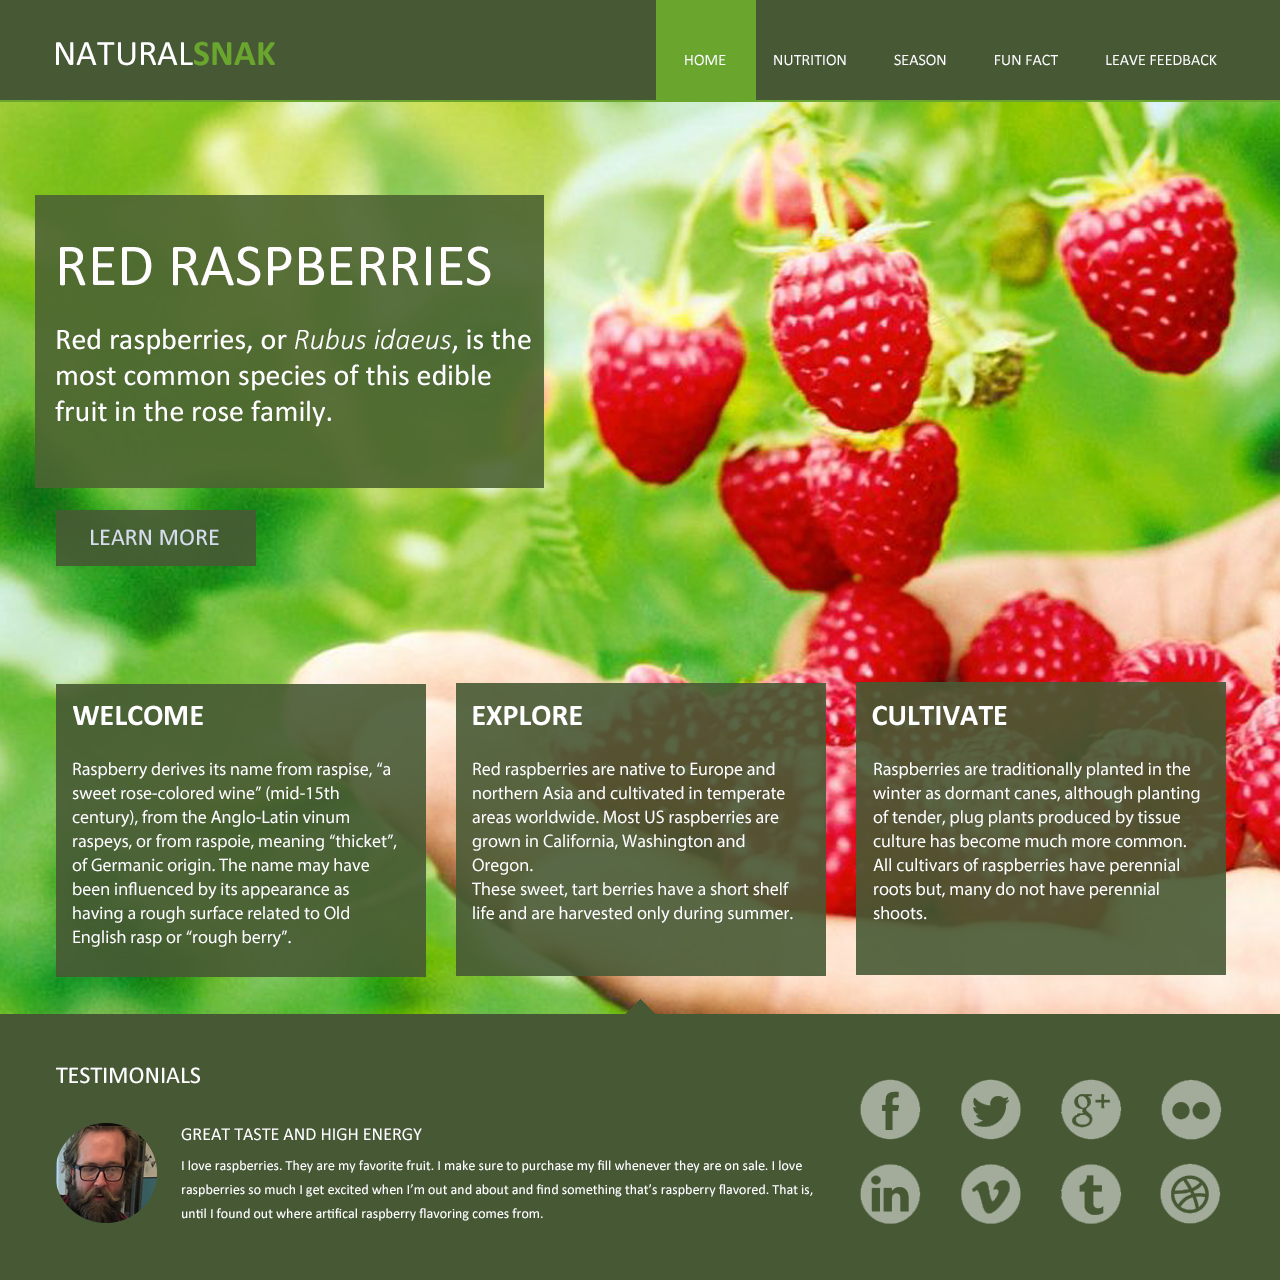 NATURALSNAK
HOME NUTRITION SEASON FUN FACT LEAVE FEEDBACK
RED RASPBERRIES
Red raspberries, or Rubus idaeus, is the
most common species of this edible
fruit in the rose family.
LEARN MORE
WELCOME
Raspberry derives its name from raspise, “a
sweet rose-colored wine” (mid-15th
century), from the Anglo-Latin vinum
raspeys, or from raspoie, meaning “thicket”,
of Germanic origin. The name may have
been influenced by its appearance as
having a rough surface related to Old
English rasp or “rough berry”.
EXPLORE
Red raspberries are native to Europe and
northern Asia and cultivated in temperate
areas worldwide. Most US raspberries are
grown in California, Washington and
Oregon.
These sweet, tart berries have a short shelf
life and are harvested only during summer.
CULTIVATE
Raspberries are traditionally planted in the
winter as dormant canes, although planting
of tender, plug plants produced by tissue
culture has become much more common.
All cultivars of raspberries have perennial
roots but, many do not have perennial
shoots.
TESTIMONIALS
GREAT TASTE AND HIGH ENERGY
I love raspberries. They are my favorite fruit. I make sure to purchase my fill whenever they are on sale. I love
raspberries so much I get excited when I’m out and about and find something that’s raspberry flavored. That is,
until I found out where artifical raspberry flavoring comes from.
f g+
in v t